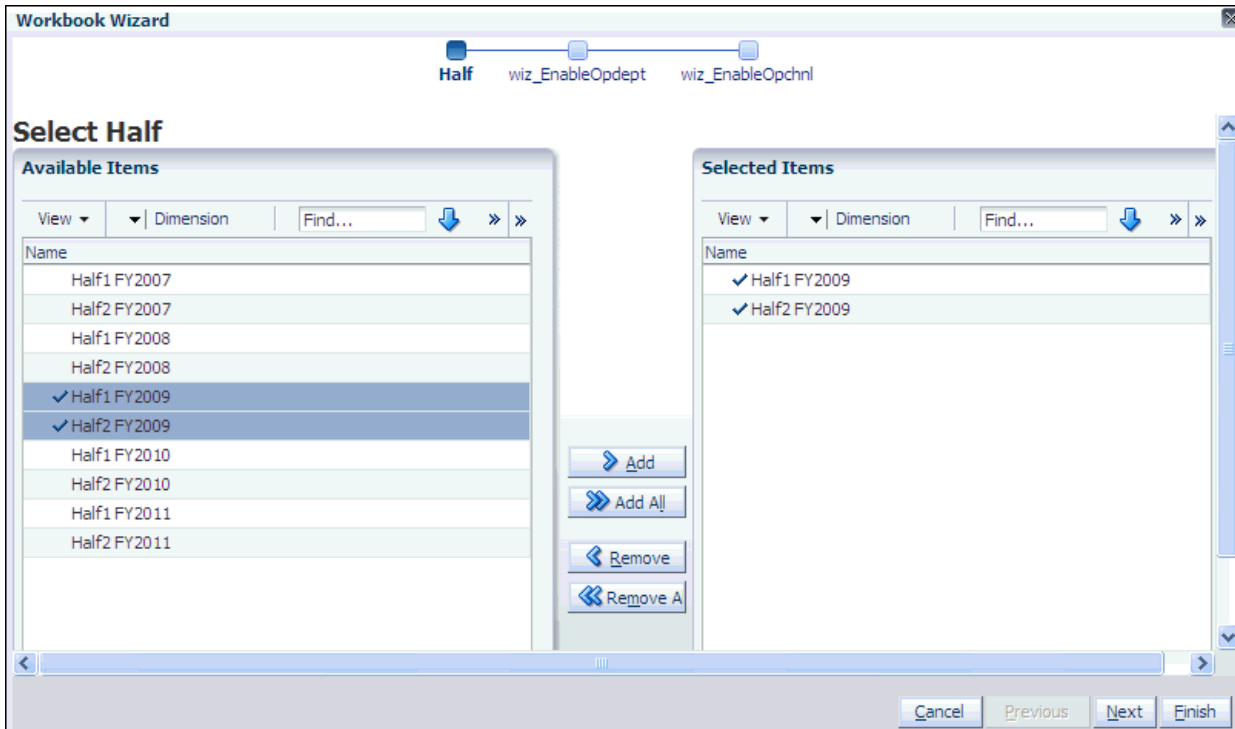 Workbook Wizard
Half wiz_EnableOpdept wiz_EnableOpchnl
Select Half
Available Items
View Dimension Find...
Name
Half1 FY2007
Half2 FY2007
Half1 FY2008
Half2 FY2008
Half1 FY2009
Half2 FY2009
Half1 FY2010
Half2 FY2010
Half1 FY2011
Half2 FY2011
Add
Add All
Remove
Remove A
Selected Items
View Dimension Find...
Name
Half1 FY2009
Half2 FY2009
Cancel Previous Next Finish